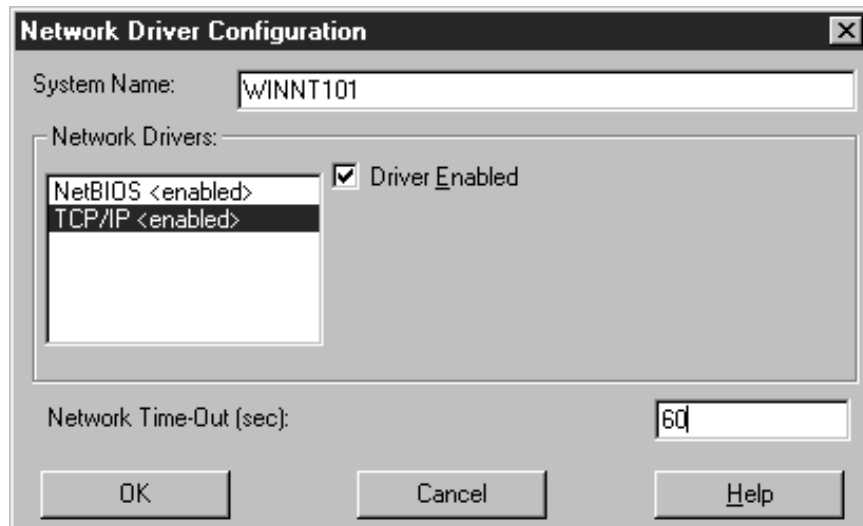 Network Driver Configuration
System Name: WINNT101
Network Drivers:
NetBIOS <enabled>
TCP/IP <enabled>
Driver Enabled
Network Time-Out (sec): 60
OK Cancel Help